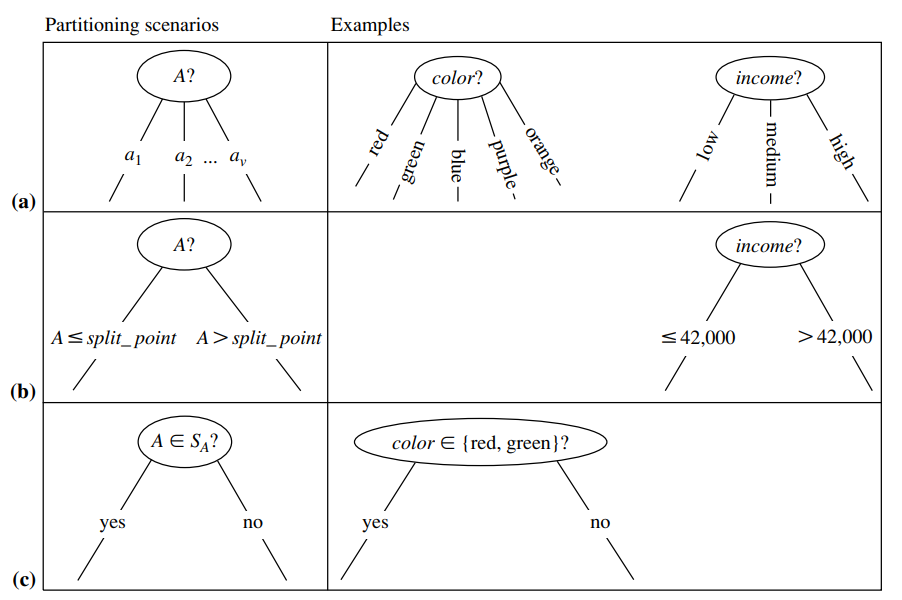 Partitioning scenarios Examples
A? color? income?
a1 a2 ... av red green blue purple orange low medium high
(a)
A? income?
A ≤ split_point A > split_point ≤ 42,000 > 42,000
(b)
A ∈ SA? color ∈ {red, green}?
yes no yes no
(c)